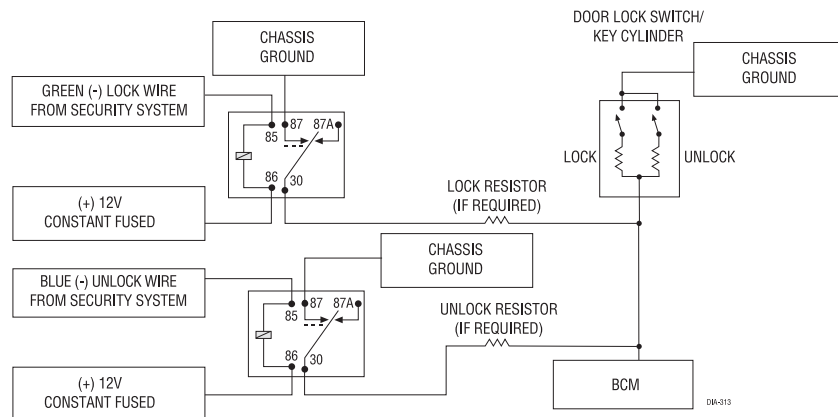 DOOR LOCK SWITCH/
KEY CYLINDER
CHASSIS
GROUND
CHASSIS
GROUND
GREEN (-) LOCK WIRE
FROM SECURITY SYSTEM
85
87
87A
86
30
(+) 12V
CONSTANT FUSED
LOCK
UNLOCK
LOCK RESISTOR
(IF REQUIRED)
BLUE (-) UNLOCK WIRE
FROM SECURITY SYSTEM
CHASSIS
GROUND
85
87
87A
86
30
UNLOCK RESISTOR
(IF REQUIRED)
(+) 12V
CONSTANT FUSED
BCM
DIA-313